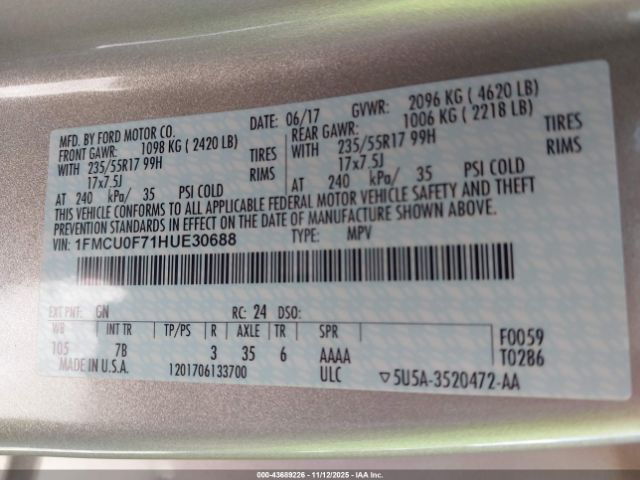 MFD. BY FORD MOTOR CO. DATE: 06/17 GVWR: 2096 KG ( 4620 LB)
FRONT GAWR: 1098 KG ( 2420 LB) REAR GAWR: 1006 KG ( 2218 LB)
WITH 235/55R17 99H TIRES WITH 235/55R17 99H TIRES
17x7.5J RIMS 17x7.5J RIMS
AT 240 kPa/ 35 PSI COLD AT 240 kPa/ 35 PSI COLD
THIS VEHICLE CONFORMS TO ALL APPLICABLE FEDERAL MOTOR VEHICLE SAFETY AND THEFT
PREVENTION STANDARDS IN EFFECT ON THE DATE OF MANUFACTURE SHOWN ABOVE.
VIN: 1FMCU0F71HUE30688 TYPE: MPV
EXT PNT: GN RC: 24 DSO:
WB INT TR TP/PS R AXLE TR SPR F0059
105 7B 3 35 6 AAAA T0286
MADE IN U.S.A. 1201706133700 ULC ▽5U5A-3520472-AA
000-43689226 - 11/12/2025 - IAA Inc.